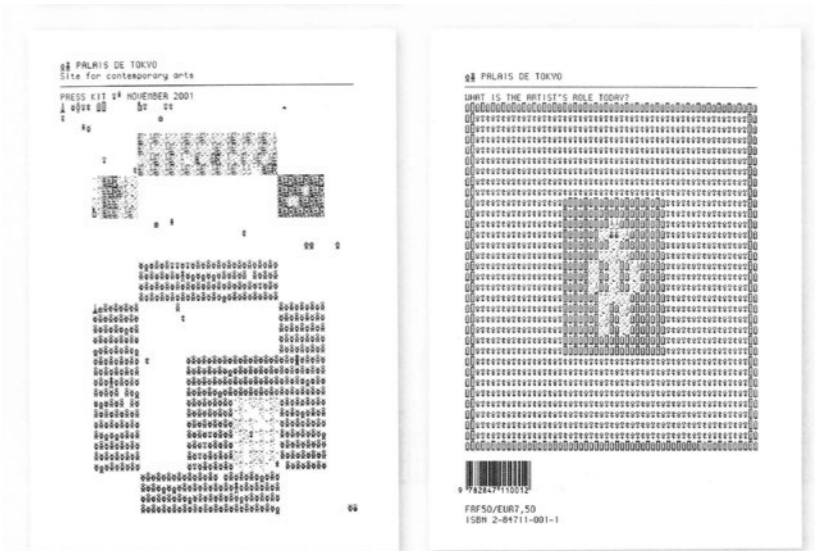 PALAIS DE TOKYO
Site for contemporary arts
PRESS KIT NOVEMBER 2001
PALAIS DE TOKYO
WHAT IS THE ARTIST'S ROLE TODAY?
9 782847 110012
FRF50/EUR7,50
ISBN 2-84711-001-1